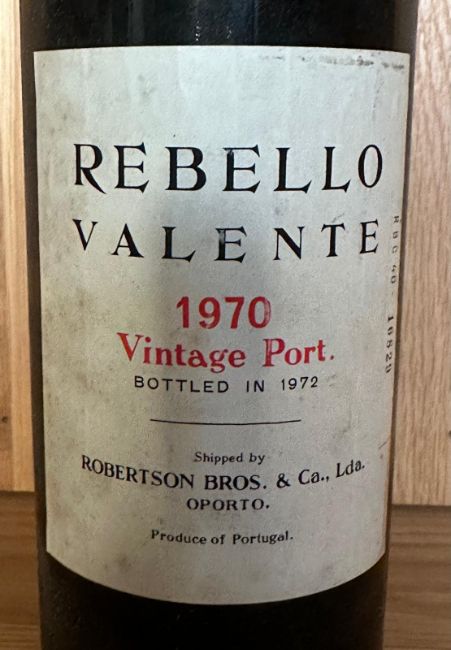 REBELLO
VALENTE
1970
Vintage Port.
BOTTLED IN 1972
Shipped by
ROBERTSON BROS. & Ca., Lda.
OPORTO.
Produce of Portugal.